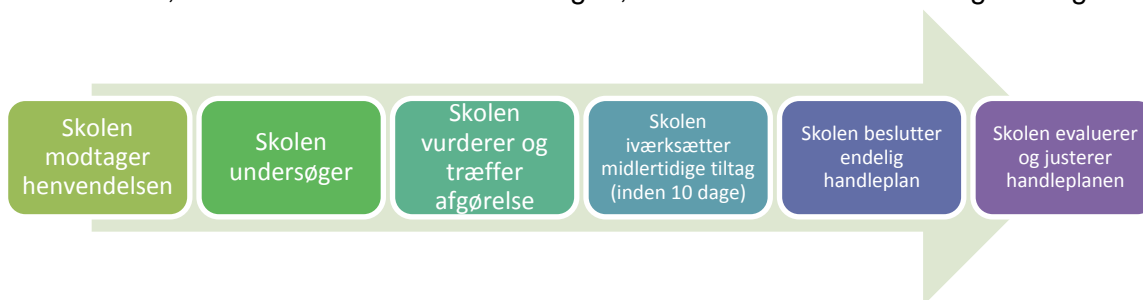 Skolen
modtager
henvendelsen
Skolen
undersøger
Skolen
vurderer og
træffer
afgørelse
Skolen
iværksætter
midlertidige tiltag
(inden 10 dage)
Skolen beslutter
endelig
handleplan
Skolen evaluerer
og justerer
handleplanen